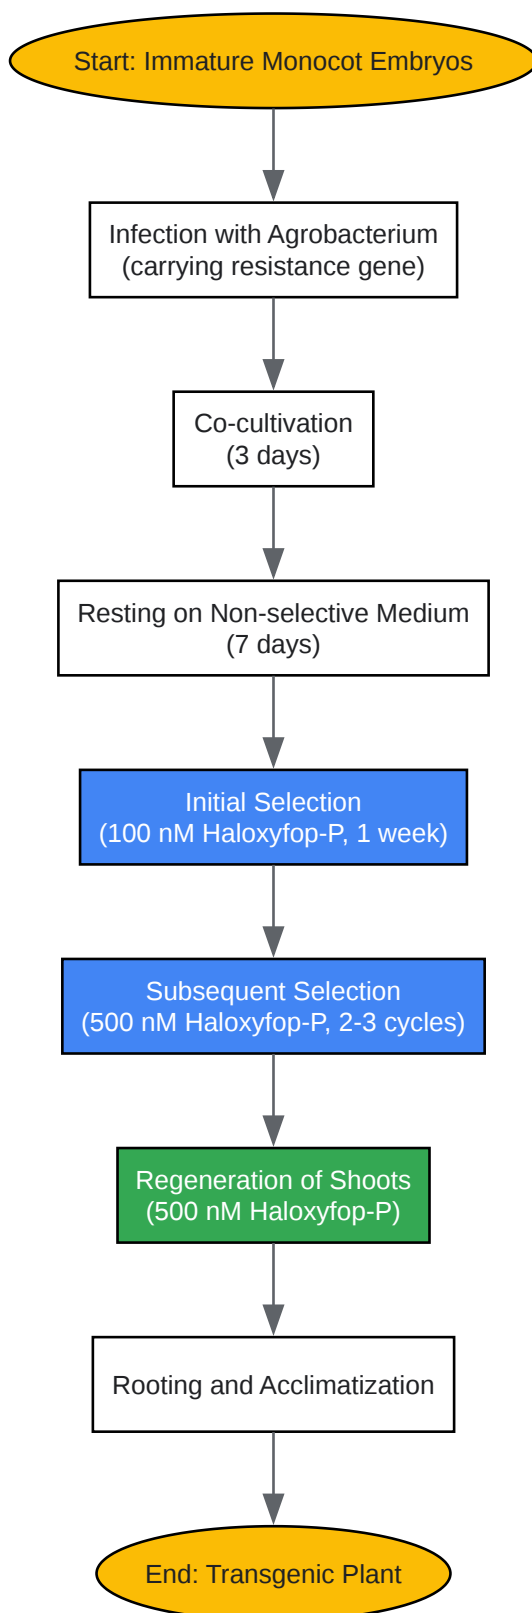 Start: Immature Monocot Embryos
Infection with Agrobacterium
(carrying resistance gene)
Co-cultivation
(3 days)
Resting on Non-selective Medium
(7 days)
Initial Selection
(100 nM Haloxyfop-P, 1 week)
Subsequent Selection
(500 nM Haloxyfop-P, 2-3 cycles)
Regeneration of Shoots
(500 nM Haloxyfop-P)
Rooting and Acclimatization
End: Transgenic Plant